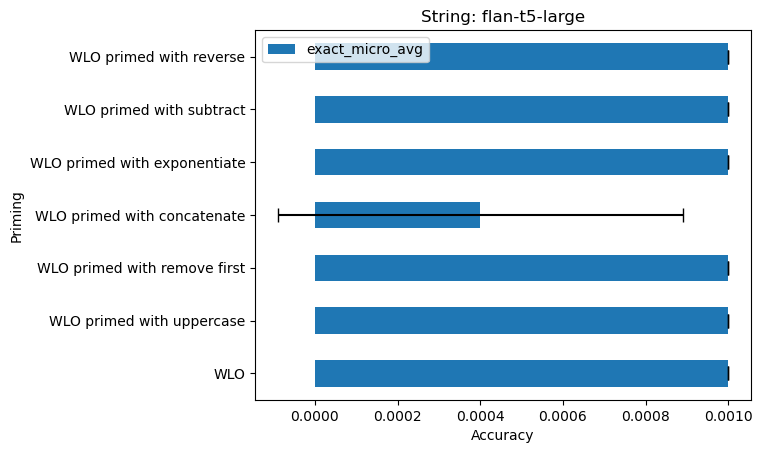 String: flan-t5-large
exact_micro_avg
WLO primed with reverse
WLO primed with subtract
WLO primed with exponentiate
WLO primed with concatenate
WLO primed with remove first
WLO primed with uppercase
WLO
Priming
0.0000 0.0002 0.0004 0.0006 0.0008 0.0010
Accuracy